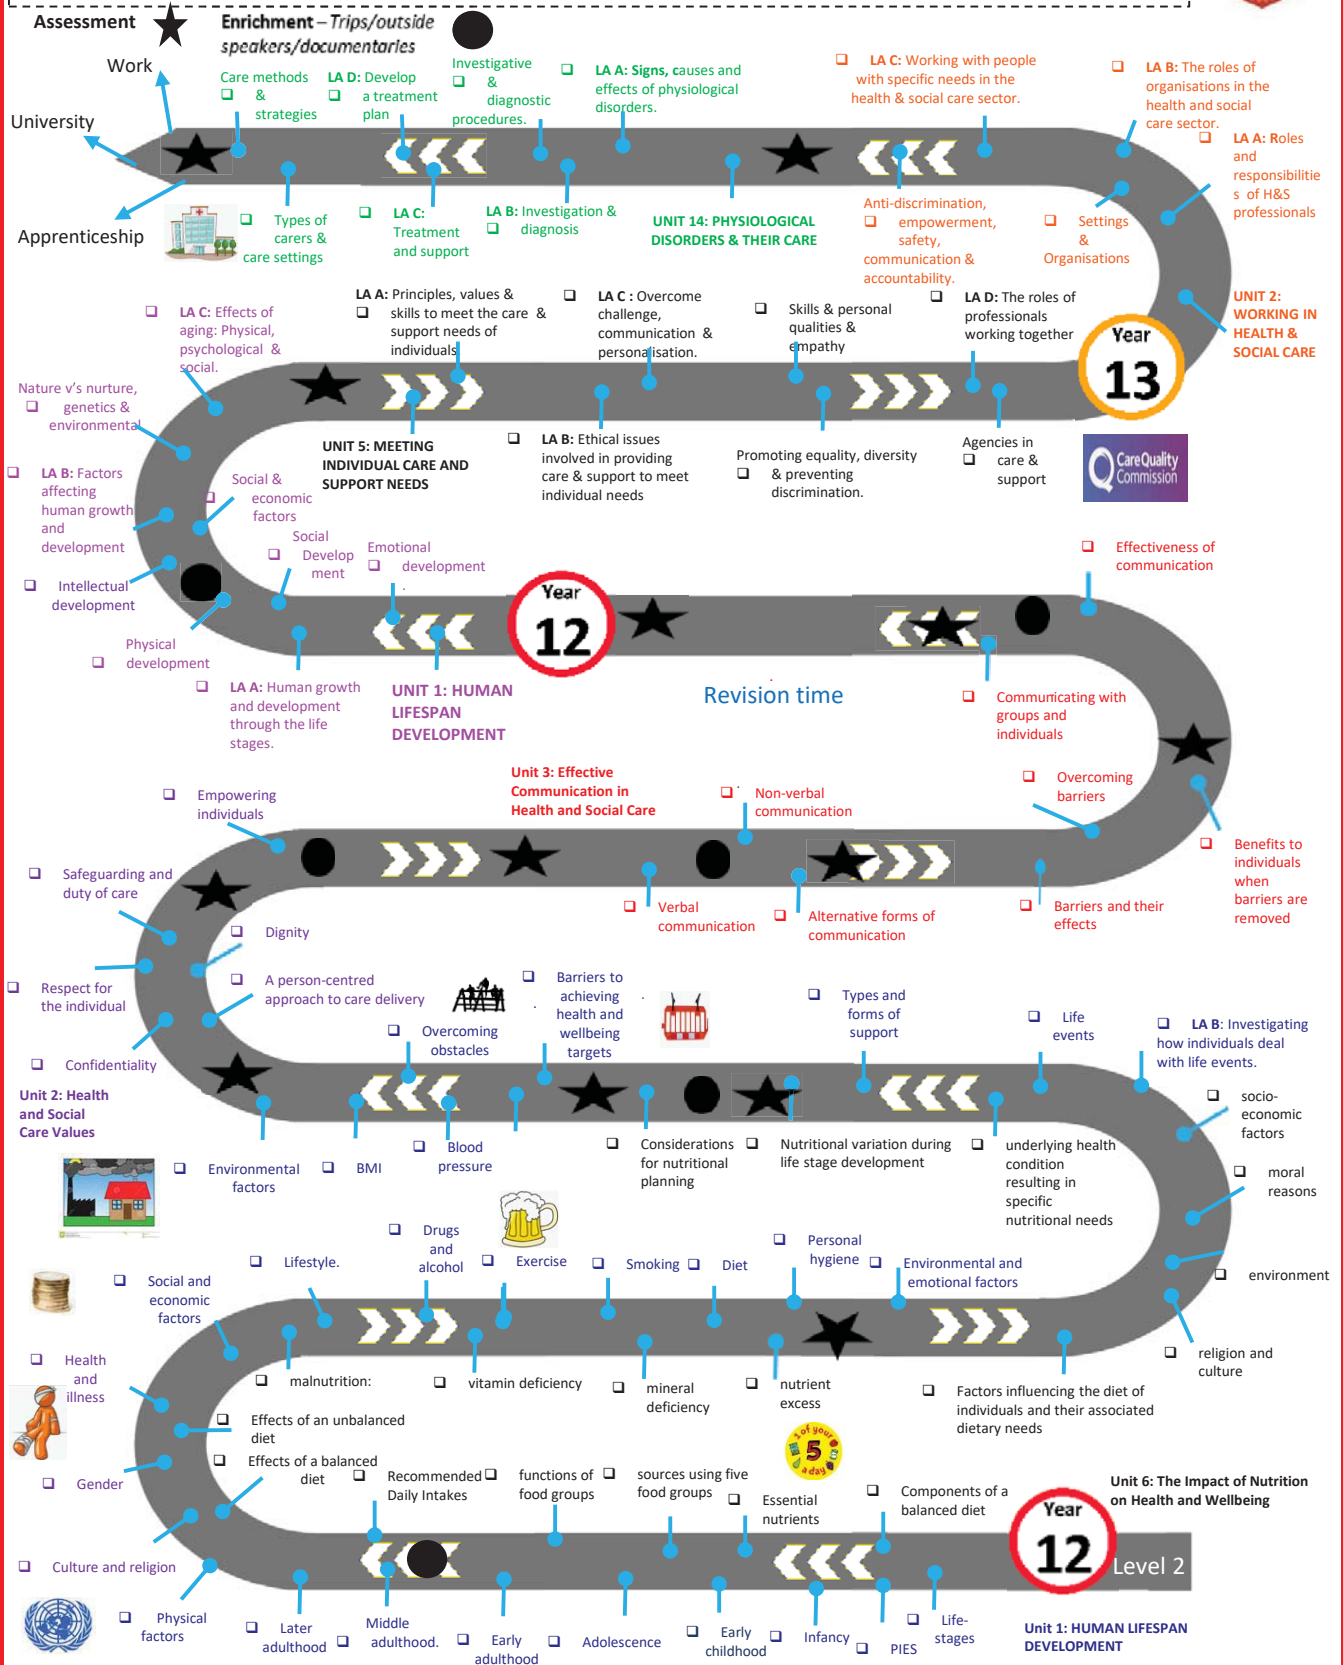 Assessment
Enrichment – Trips/outside
speakers/documentaries
Work
University
Apprenticeship
Care methods
&
strategies
LA D: Develop
a treatment
plan
Investigative
&
diagnostic
procedures.
LA A: Signs, causes and
effects of physiological
disorders.
LA C: Working with people
with specific needs in the
health & social care sector.
LA B: The roles of
organisations in the
health and social
care sector.
LA A: Roles
and
responsibilitie
s of H&S
professionals
Types of
carers &
care settings
LA C:
Treatment
and support
LA B: Investigation &
diagnosis
UNIT 14: PHYSIOLOGICAL
DISORDERS & THEIR CARE
Anti-discrimination,
empowerment,
safety,
communication &
accountability.
Settings
&
Organisations
UNIT 2:
WORKING IN
HEALTH &
SOCIAL CARE
LA C: Effects of
aging: Physical,
psychological &
social.
LA A: Principles, values &
skills to meet the care &
support needs of
individuals
LA C : Overcome
challenge,
communication &
personalisation.
Skills & personal
qualities &
empathy
LA D: The roles of
professionals
working together
Year
13
Nature v's nurture,
genetics &
environmental
UNIT 5: MEETING
INDIVIDUAL CARE AND
SUPPORT NEEDS
LA B: Ethical issues
involved in providing
care & support to meet
individual needs
Promoting equality, diversity
& preventing
discrimination.
Agencies in
care &
support
CareQuality
Commission
LA B: Factors
affecting
human growth
and
development
Social &
economic
factors
Social
Develop
ment
Emotional
development
Intellectual
development
Physical
development
LA A: Human growth
and development
through the life
stages.
UNIT 1: HUMAN
LIFESPAN
DEVELOPMENT
Year
12
Revision time
Effectiveness of
communication
Communicating with
groups and
individuals
Unit 3: Effective
Communication in
Health and Social Care
Non-verbal
communication
Overcoming
barriers
Benefits to
individuals
when
barriers are
removed
Empowering
individuals
Safeguarding and
duty of care
Verbal
communication
Alternative forms of
communication
Barriers and their
effects
Dignity
Respect for
the individual
A person-centred
approach to care delivery
Confidentiality
Unit 2: Health
and Social
Care Values
Overcoming
obstacles
Barriers to
achieving
health and
wellbeing
targets
Types and
forms of
support
Life
events
LA B: Investigating
how individuals deal
with life events.
socio-
economic
factors
Environmental
factors
BMI
Blood
pressure
Considerations
for nutritional
planning
Nutritional variation during
life stage development
underlying health
condition
resulting in
specific
nutritional needs
moral
reasons
environment
religion and
culture
Social and
economic
factors
Lifestyle.
Drugs
and
alcohol
Exercise
Smoking
Diet
Personal
hygiene
Environmental and
emotional factors
Health
and
illness
malnutrition:
vitamin deficiency
mineral
deficiency
nutrient
excess
Factors influencing the diet of
individuals and their associated
dietary needs
Effects of an unbalanced
diet
Effects of a balanced
diet
Gender
Recommended
Daily Intakes
functions of
food groups
sources using five
food groups
Essential
nutrients
1 of your
5
a day
Components of a
balanced diet
Unit 6: The Impact of Nutrition
on Health and Wellbeing
Year
12
Level 2
Culture and religion
Physical
factors
Later
adulthood
Middle
adulthood.
Early
adulthood
Adolescence
Early
childhood
Infancy
PIES
Life-
stages
Unit 1: HUMAN LIFESPAN
DEVELOPMENT